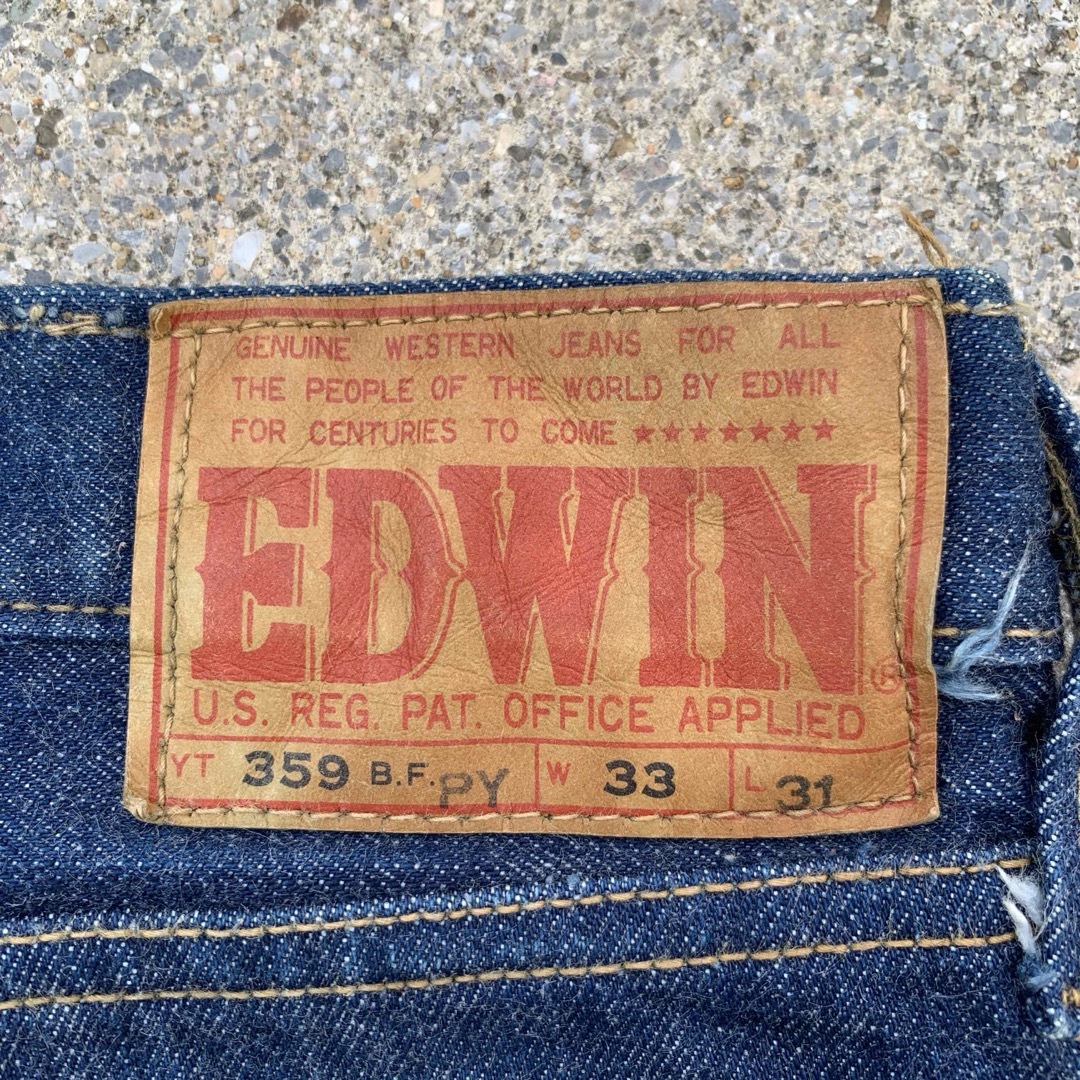 GENUINE WESTERN JEANS FOR ALL
THE PEOPLE OF THE WORLD BY EDWIN
FOR CENTURIES TO COME ★★★★★★★
EDWIN®
U.S. REG. PAT. OFFICE APPLIED
YT 359 B.F. PY W 33 L 31